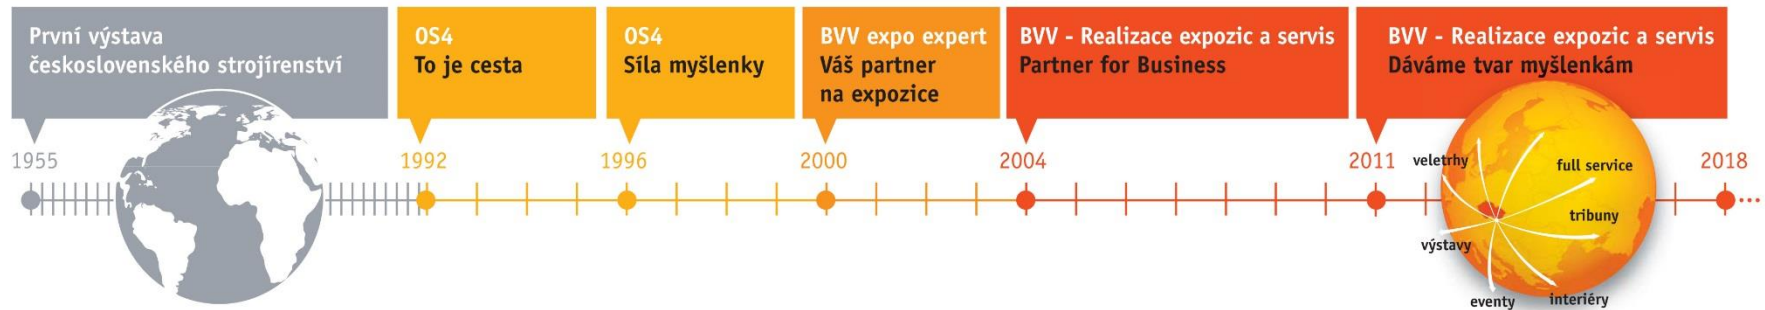 První výstava
československého strojírenství
OS4
To je cesta
OS4
Síla myšlenky
BVV expo expert
Váš partner
na expozice
BVV - Realizace expozic a servis
Partner for Business
BVV - Realizace expozic a servis
Dáváme tvar myšlenkám
1955
1992
1996
2000
2004
2011
2018
veletrhy
full service
tribuny
výstavy
eventy
interiéry